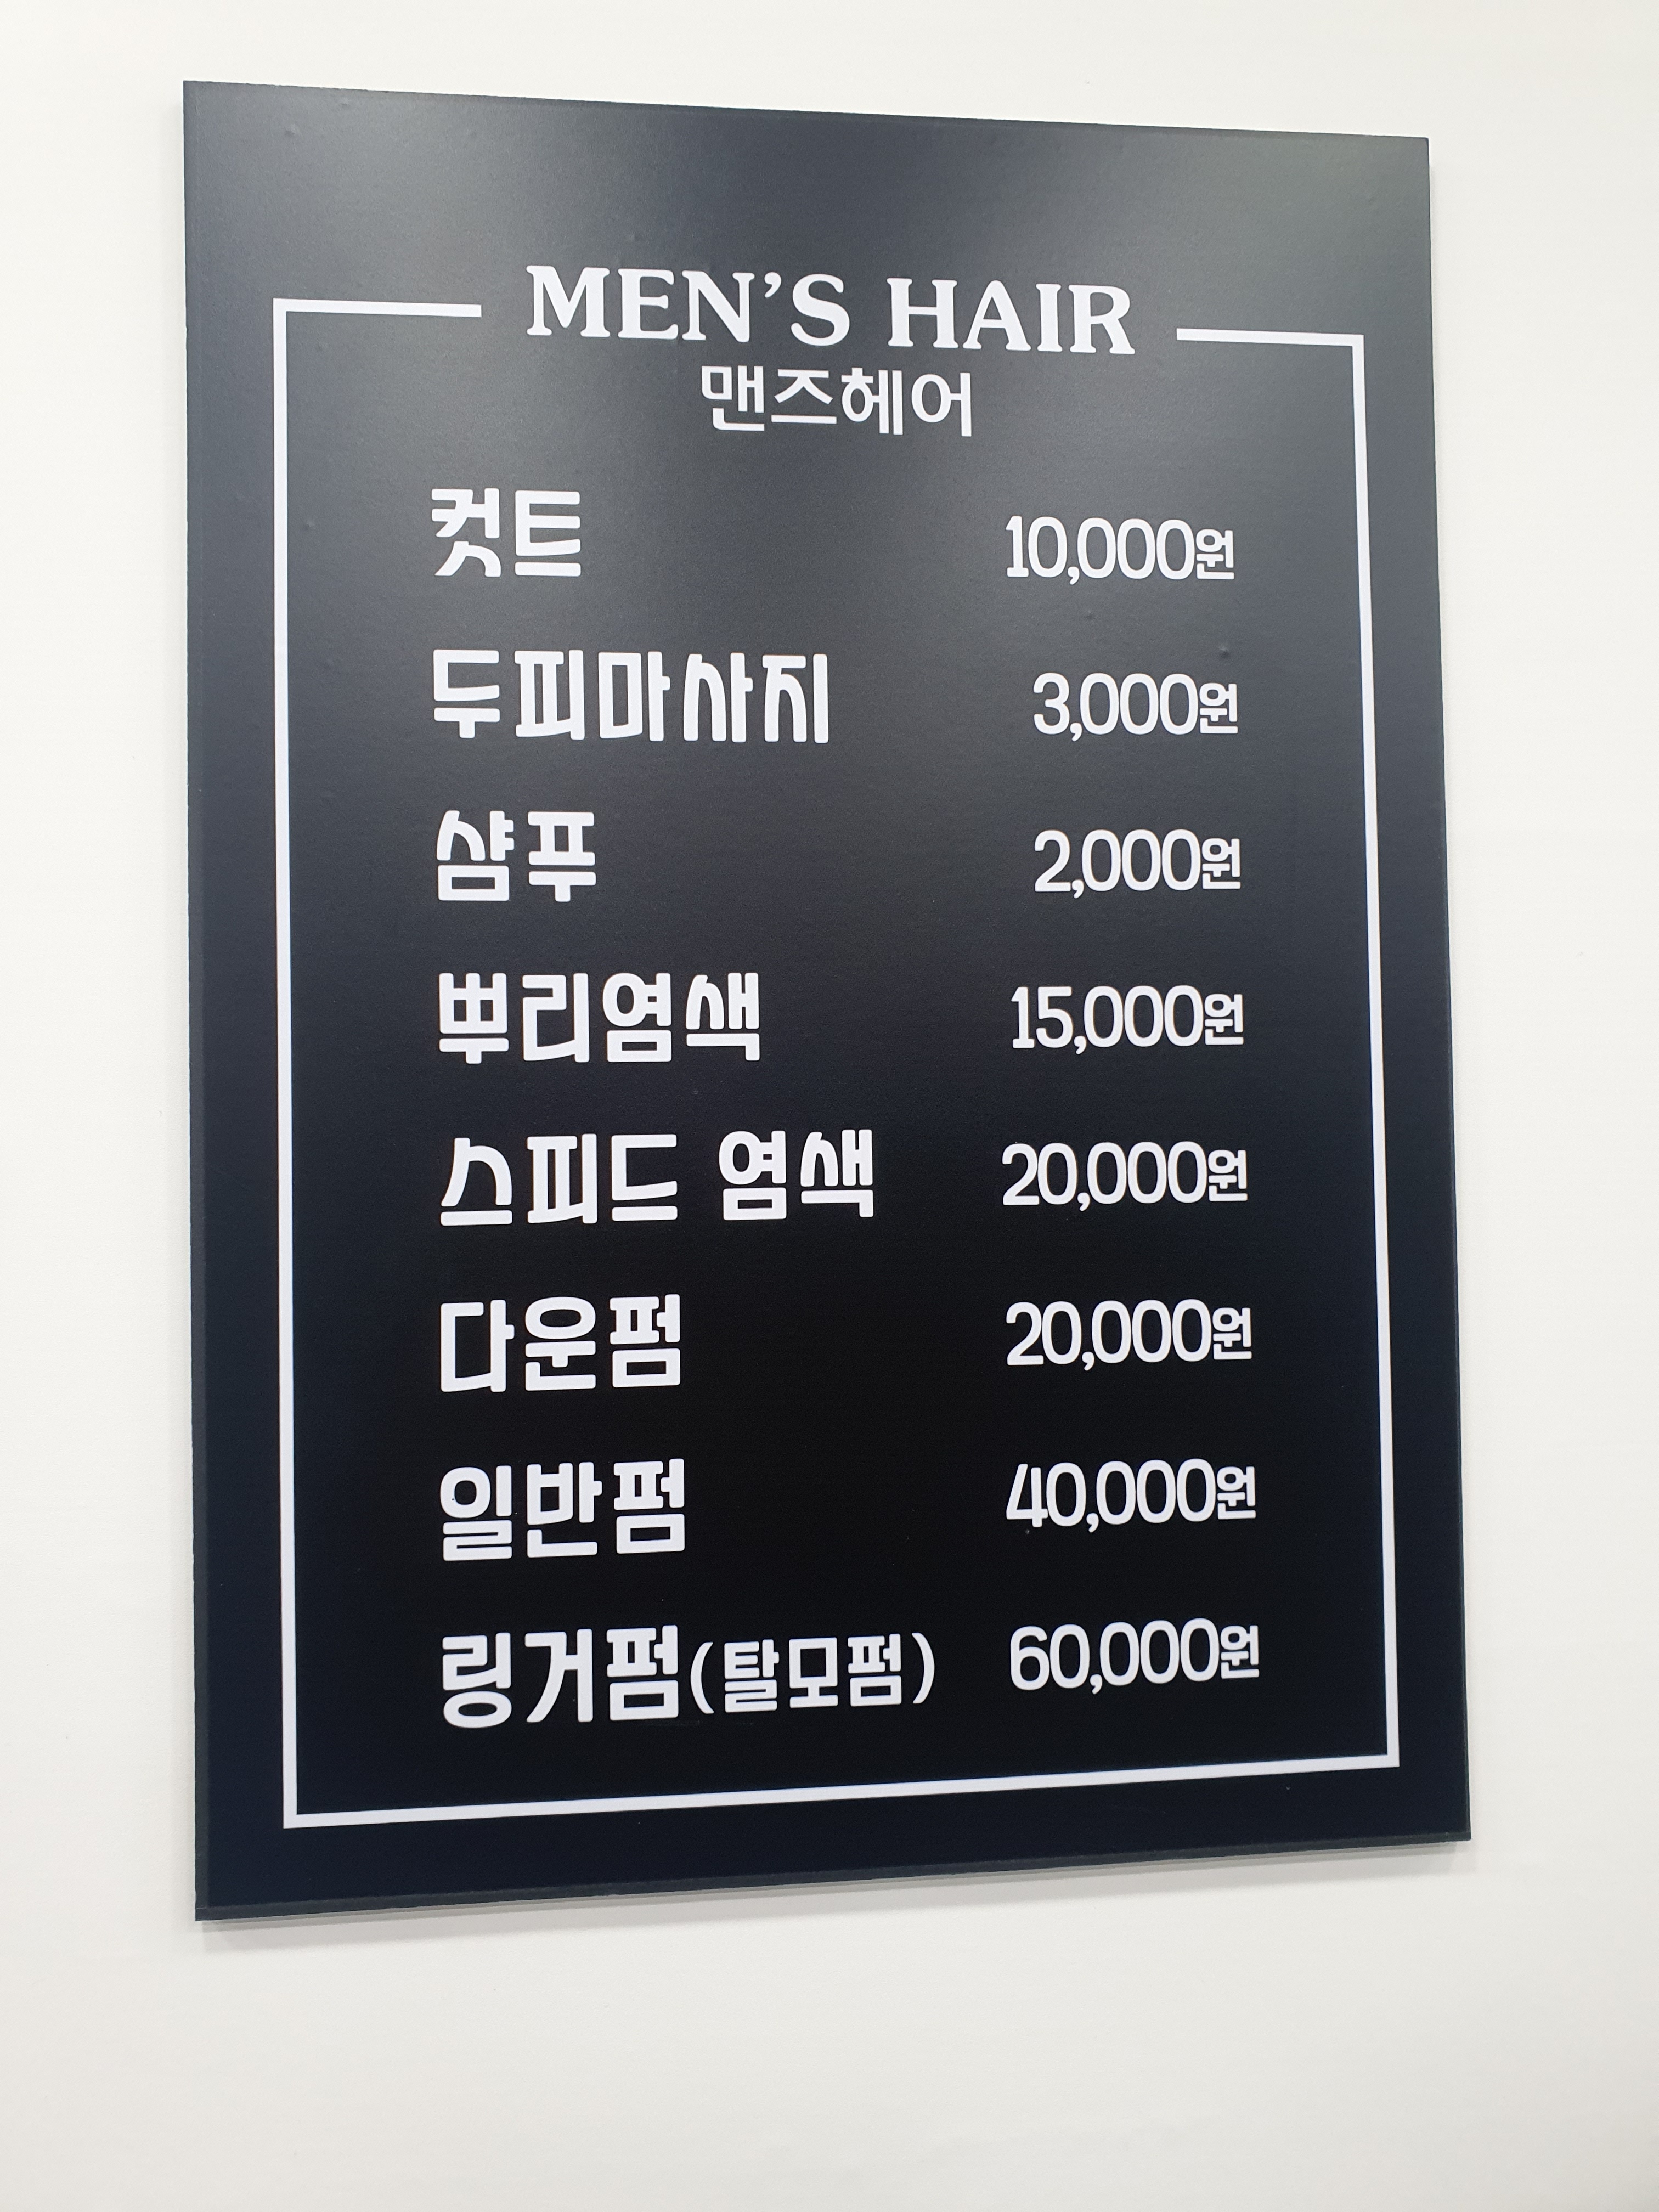 MEN'S HAIR
맨즈헤어
컷트 10,000원
두피마사지 3,000원
샴푸 2,000원
뿌리염색 15,000원
스피드 염색 20,000원
다운펌 20,000원
일반펌 40,000원
링거펌(탈모펌) 60,000원